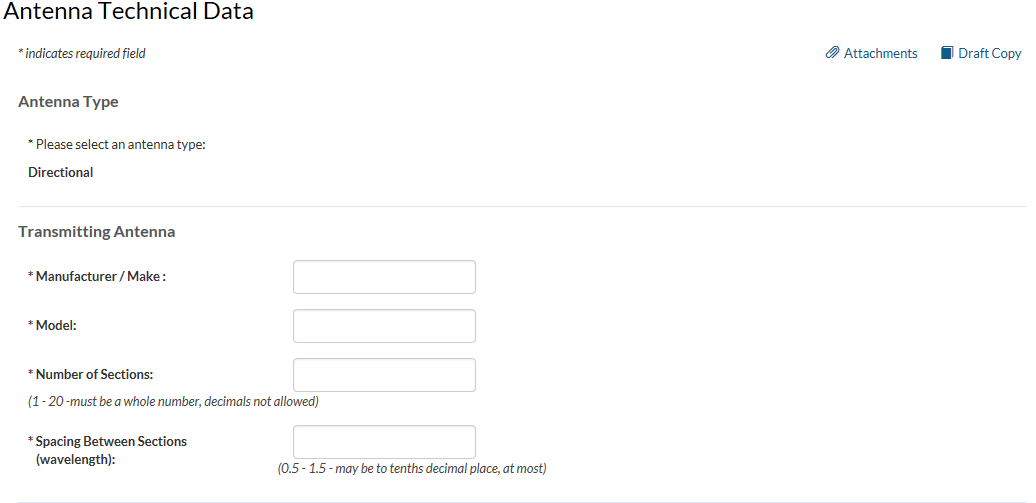 Antenna Technical Data
* indicates required field
Attachments
Draft Copy
Antenna Type
* Please select an antenna type:
Directional
Transmitting Antenna
* Manufacturer / Make :
* Model:
* Number of Sections:
(1 - 20 -must be a whole number, decimals not allowed)
* Spacing Between Sections
(wavelength):
(0.5 - 1.5 - may be to tenths decimal place, at most)